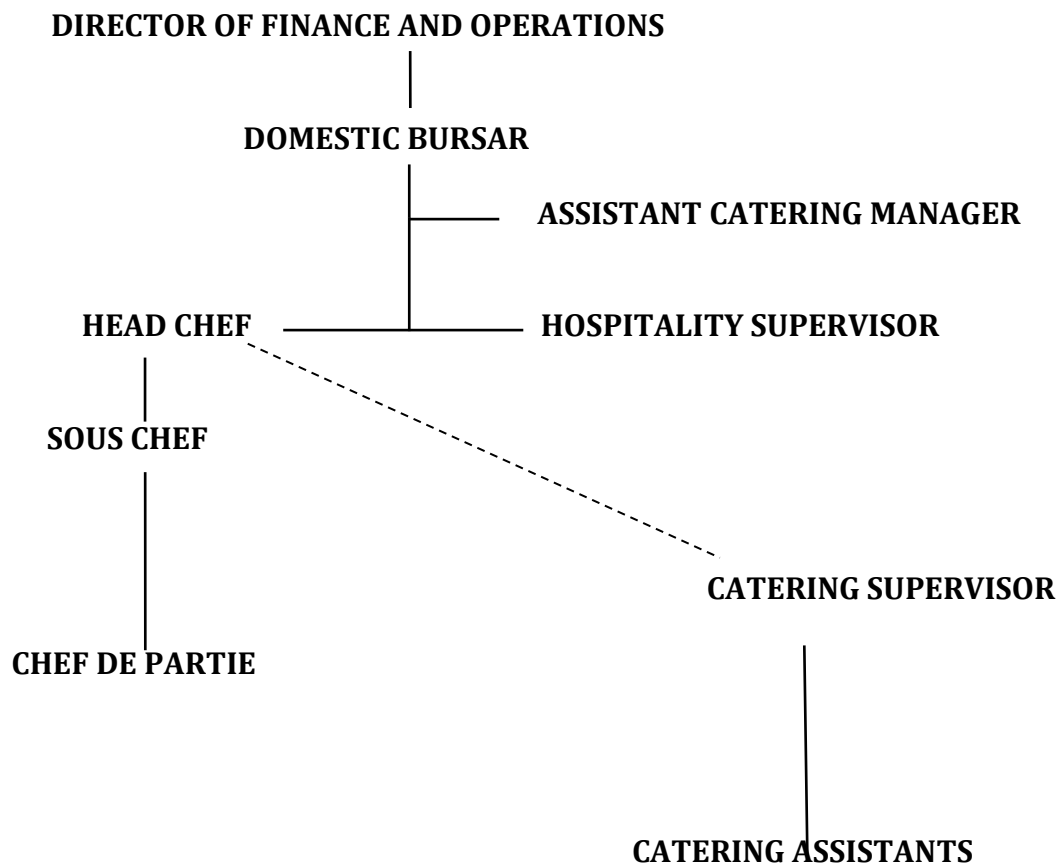 DIRECTOR OF FINANCE AND OPERATIONS
DOMESTIC BURSAR
ASSISTANT CATERING MANAGER
HEAD CHEF
HOSPITALITY SUPERVISOR
SOUS CHEF
CATERING SUPERVISOR
CHEF DE PARTIE
CATERING ASSISTANTS